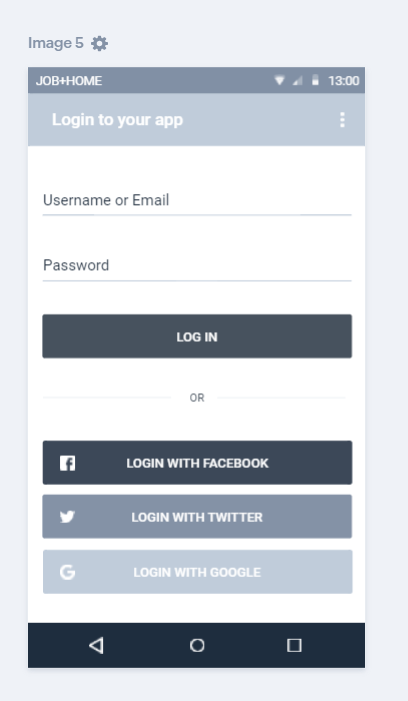 Image 5
JOB+HOME 13:00
Login to your app
Username or Email
Password
LOG IN
OR
LOGIN WITH FACEBOOK
LOGIN WITH TWITTER
LOGIN WITH GOOGLE